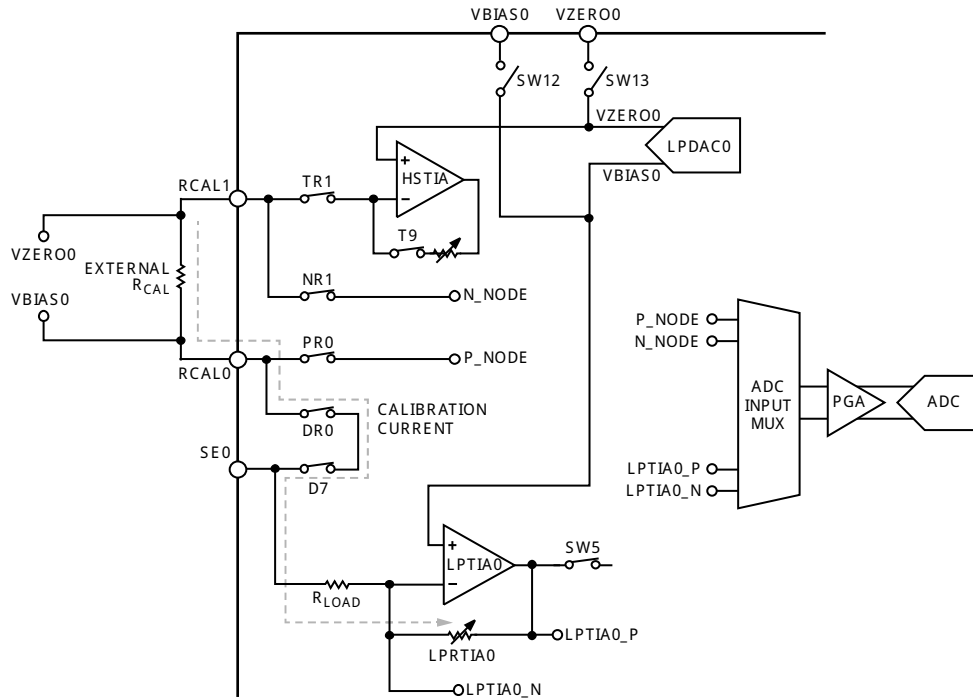 VBIAS0
VZERO0
SW12
SW13
VZERO0
LPDAC0
VBIAS0
+
HSTIA
−
RCAL1
TR1
T9
VZERO0
EXTERNAL
RCAL
VBIAS0
NR1
N_NODE
PR0
P_NODE
RCAL0
DR0
CALIBRATION
CURRENT
SE0
D7
P_NODE
N_NODE
ADC
INPUT
MUX
PGA
ADC
LPTIA0_P
LPTIA0_N
+
LPTIA0
−
SW5
RLOAD
LPRTIA0
LPTIA0_P
LPTIA0_N